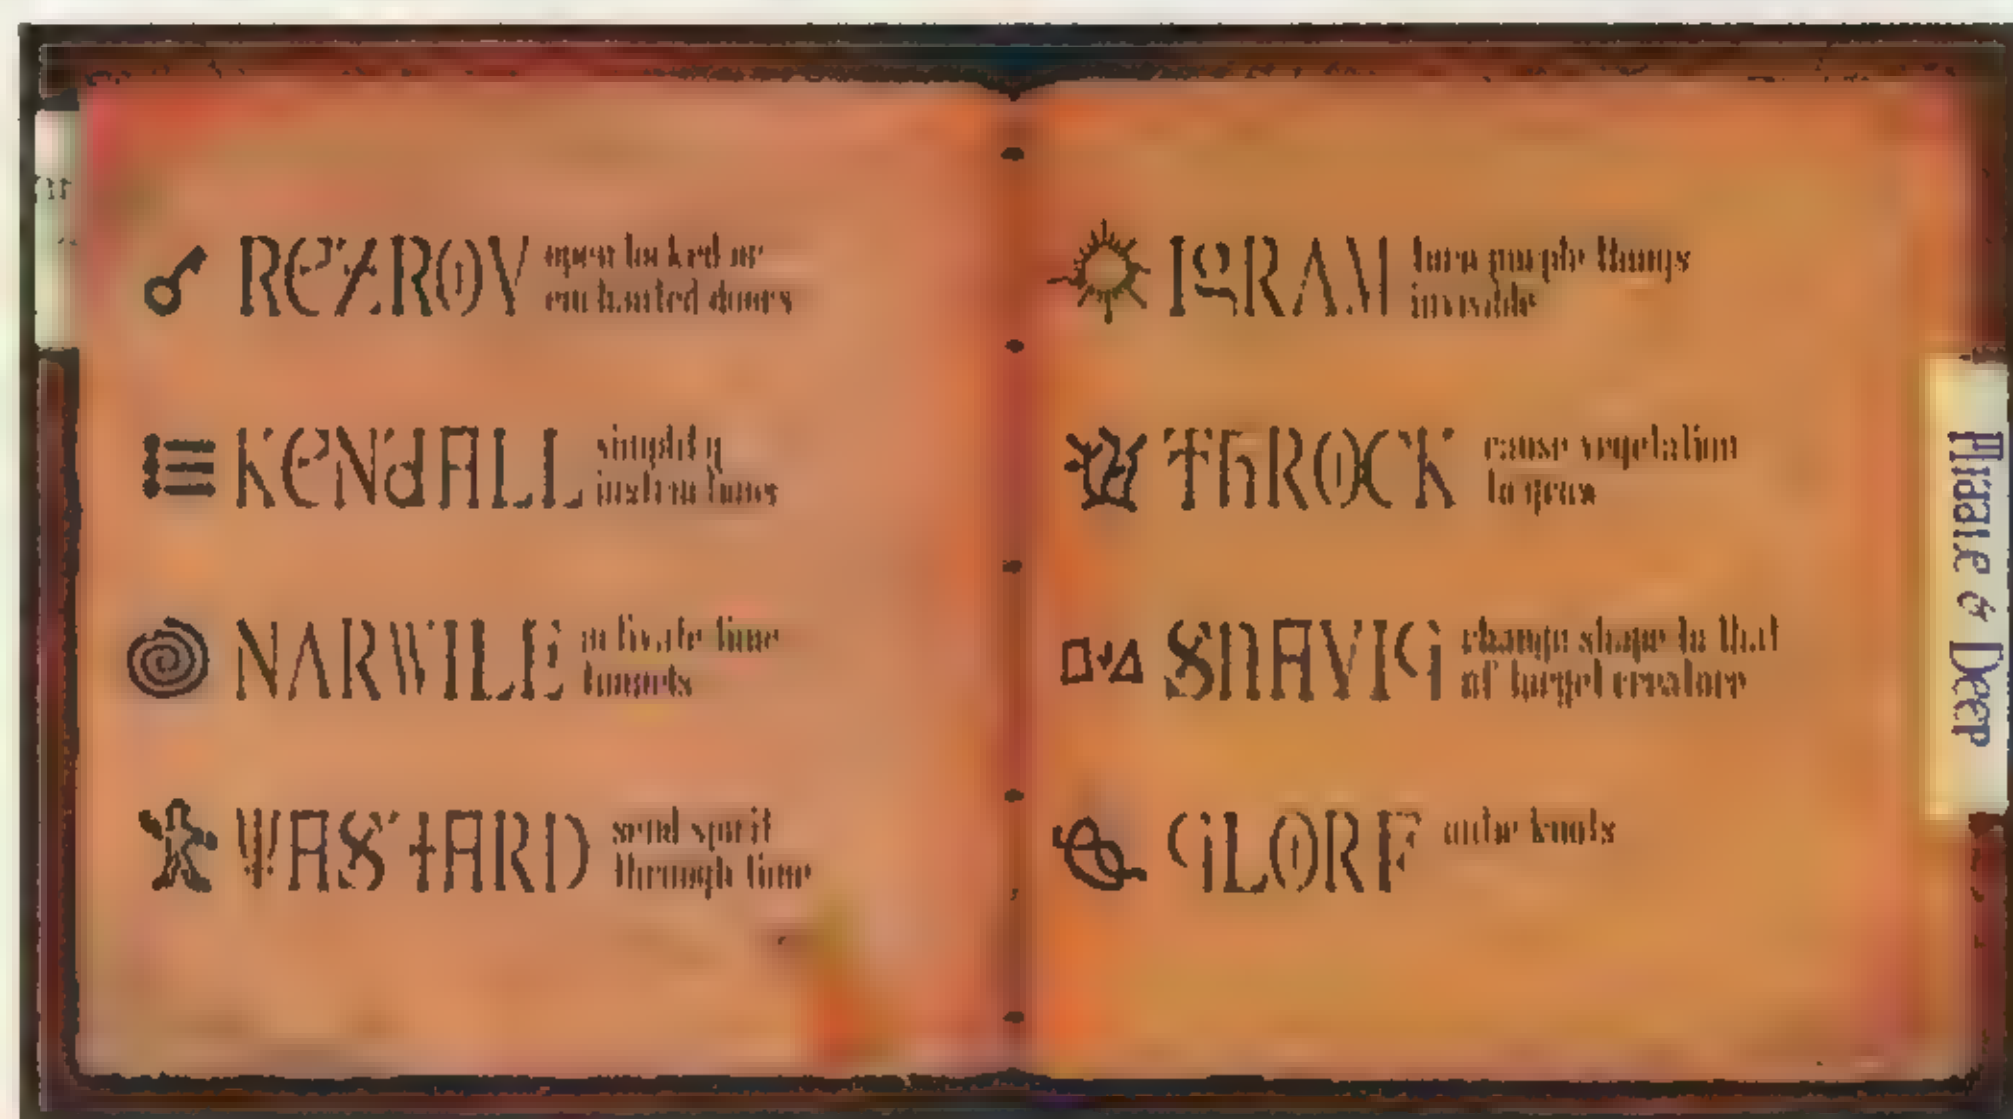 REZROV open locked or
enchanted doors
KENDALL simplify
instructions
NARWILE activate time
tunnels
WASTARD send spirit
through time
IGRAM turn purple things
invisible
THROCK cause vegetation
to grow
SNAVIG change shape to that
of target creature
GLORF untie knots
& Deep